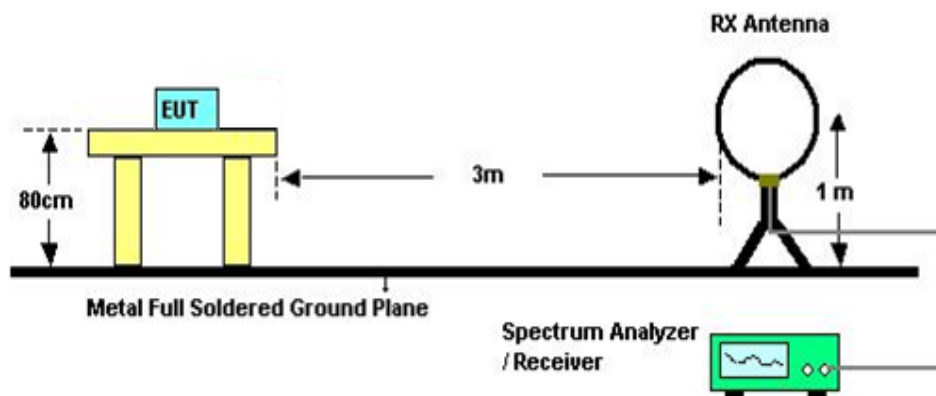 RX Antenna
EUT
3m
80cm
1 m
Metal Full Soldered Ground Plane
Spectrum Analyzer
/ Receiver